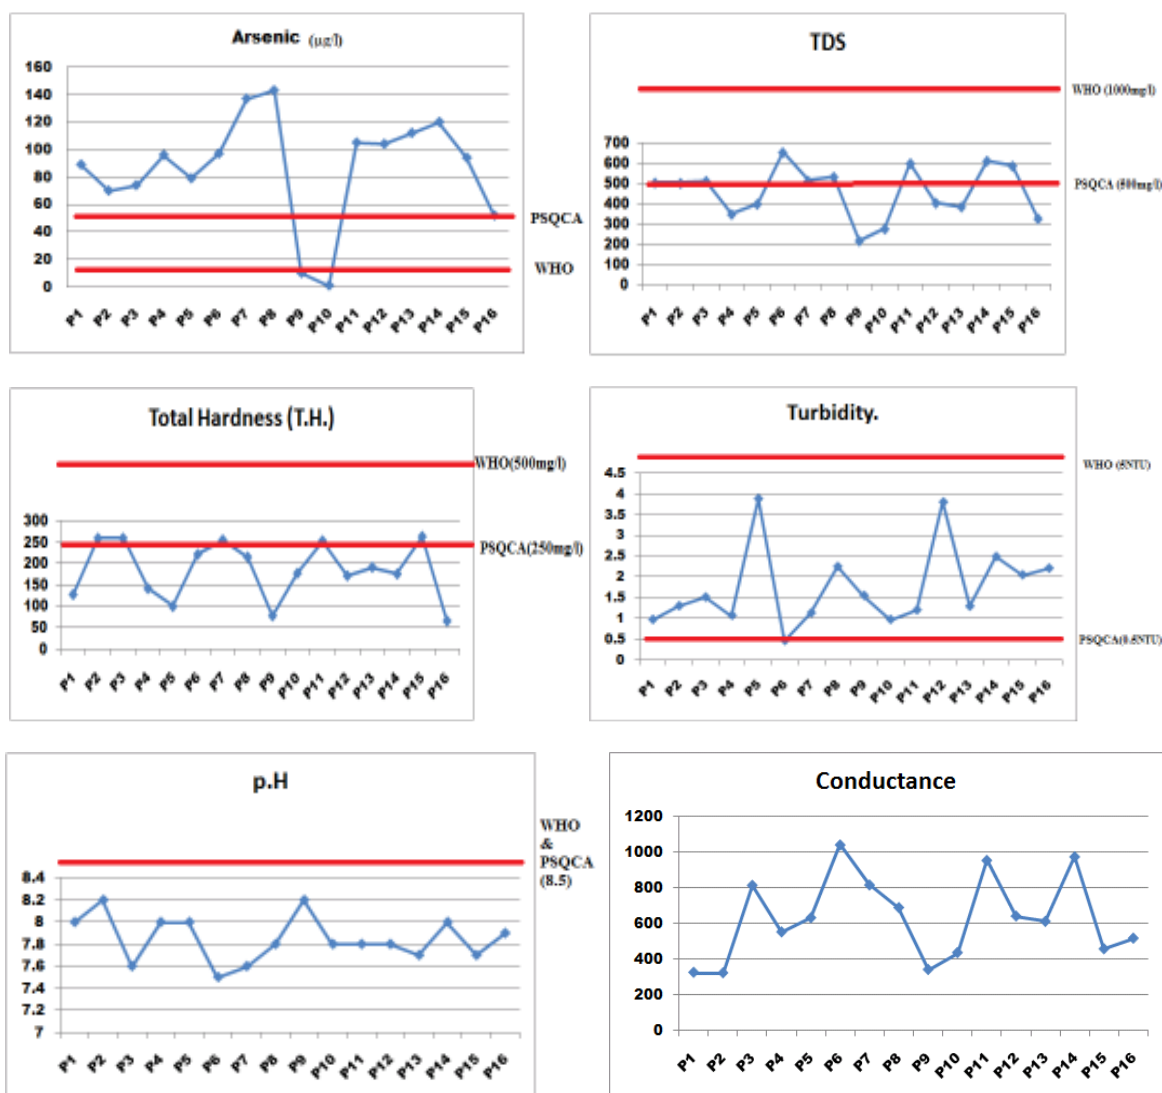 Arsenic (µg/l)
160
140
120
100
80
60
40
20
0
PSQCA
WHO
P1 P2 P3 P4 P5 P6 P7 P8 P9 P10 P11 P12 P13 P14 P15 P16
TDS
WHO (1000mg/l)
700
600
500
400
300
200
100
0
PSQCA (500mg/l)
P1 P2 P3 P4 P5 P6 P7 P8 P9 P10 P11 P12 P13 P14 P15 P16
Total Hardness (T.H.)
WHO(500mg/l)
300
250
200
150
100
50
0
PSQCA(250mg/l)
P1 P2 P3 P4 P5 P6 P7 P8 P9 P10 P11 P12 P13 P14 P15 P16
Turbidity.
WHO (5NTU)
4.5
4
3.5
3
2.5
2
1.5
1
0.5
0
PSQCA(0.5NTU)
P1 P2 P3 P4 P5 P6 P7 P8 P9 P10 P11 P12 P13 P14 P15 P16
p.H
WHO
&
PSQCA
(8.5)
8.4
8.2
8
7.8
7.6
7.4
7.2
7
P1 P2 P3 P4 P5 P6 P7 P8 P9 P10 P11 P12 P13 P14 P15 P16
Conductance
1200
1000
800
600
400
200
0
P1 P2 P3 P4 P5 P6 P7 P8 P9 P10 P11 P12 P13 P14 P15 P16